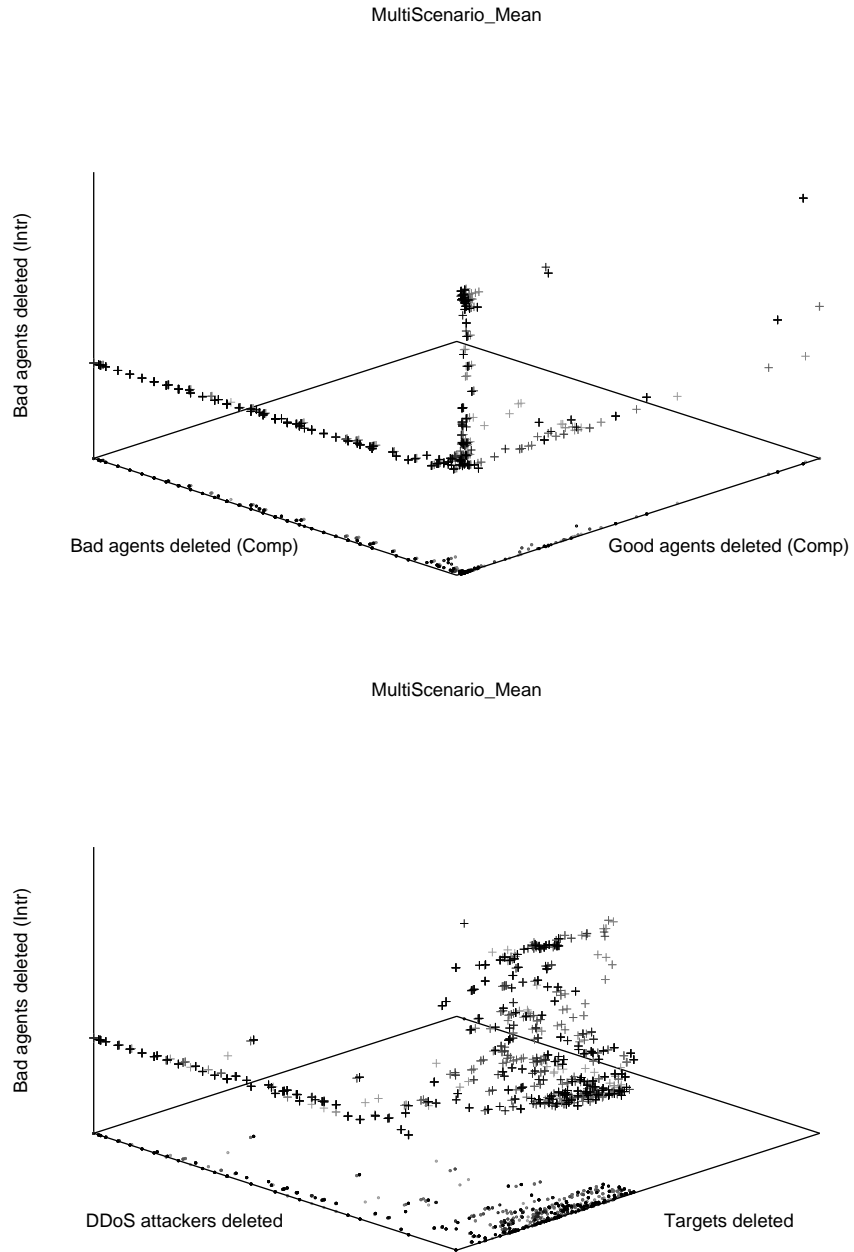 MultiScenario_Mean
Bad agents deleted (Intr)
Bad agents deleted (Comp)
Good agents deleted (Comp)
MultiScenario_Mean
Bad agents deleted (Intr)
DDoS attackers deleted
Targets deleted